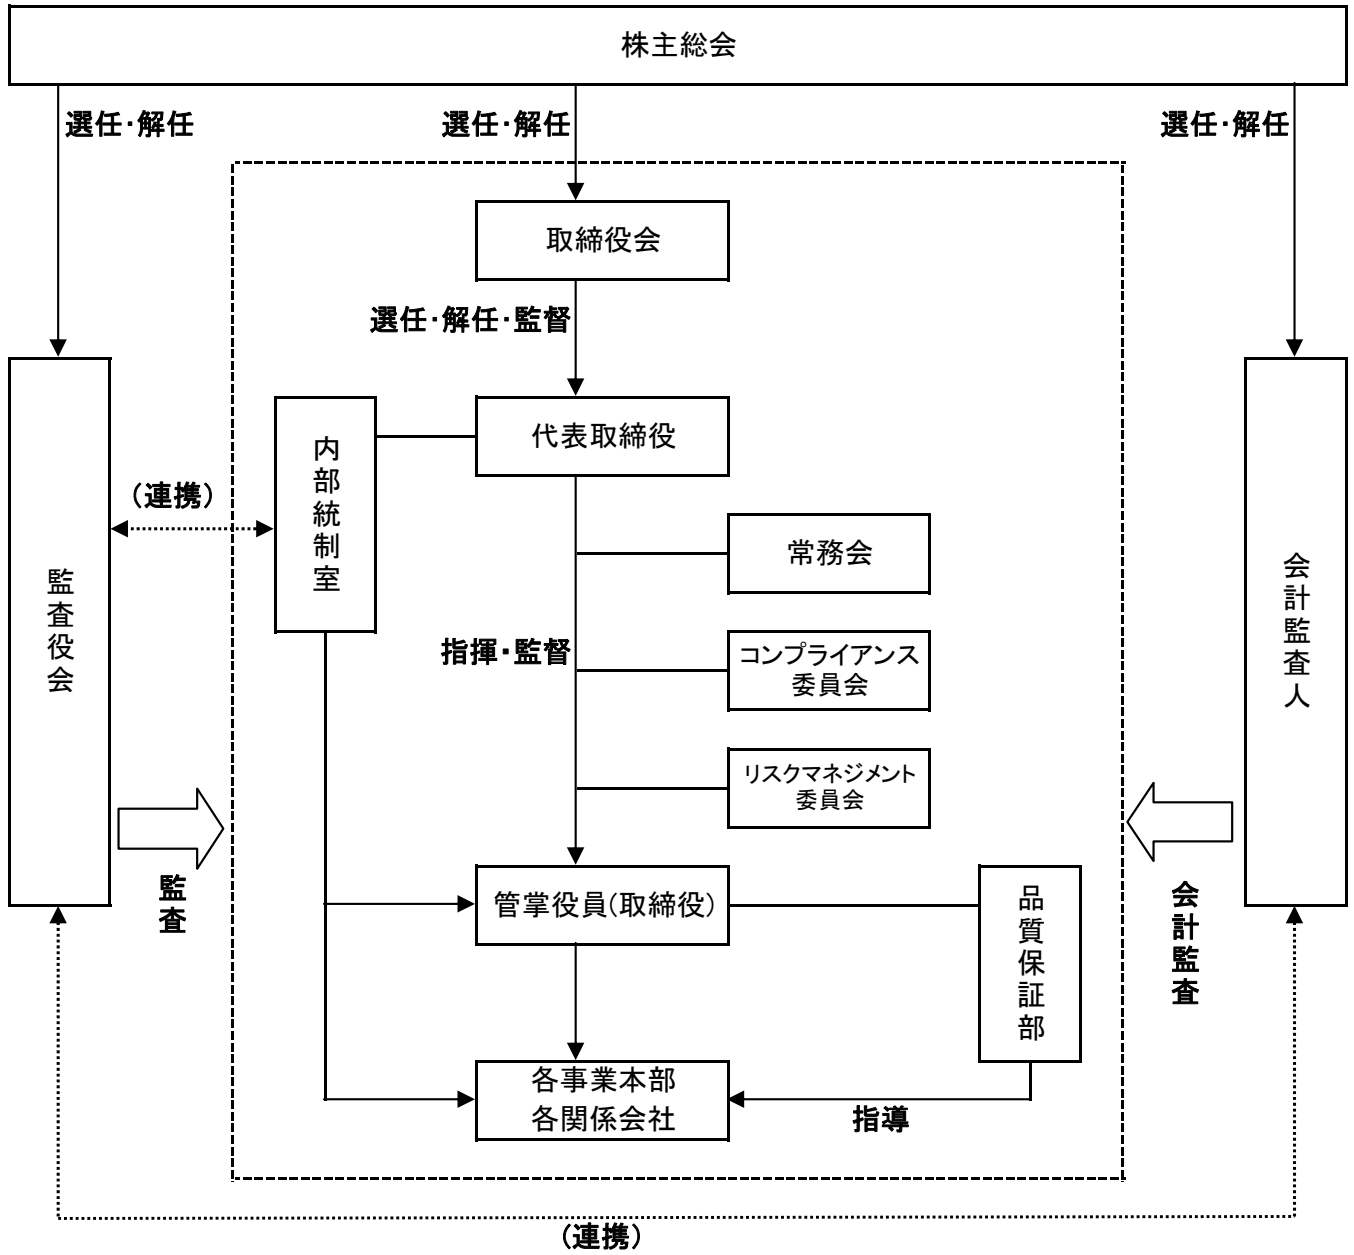 株主総会
選任・解任
選任・解任
選任・解任
取締役会
選任・解任・監督
代表取締役
内部統制室
（連携）
常務会
監査役会
会計監査人
指揮・監督
コンプライアンス
委員会
リスクマネジメント
委員会
監査
会計監査
管掌役員(取締役)
品質保証部
各事業本部
各関係会社
指導
（連携）